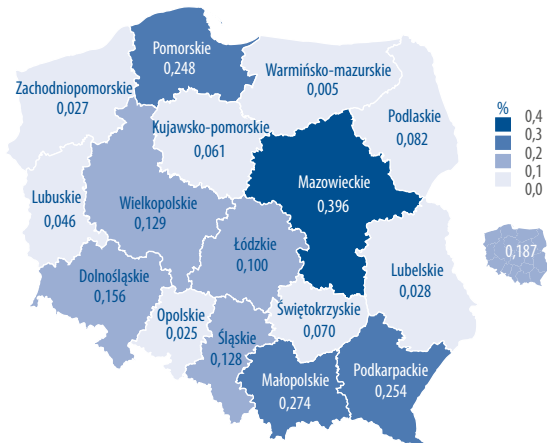 Pomorskie
0,248
Warmińsko-mazurskie
0,005
Zachodniopomorskie
0,027
Podlaskie
0,082
Kujawsko-pomorskie
0,061
%
0,4
0,3
0,2
0,1
0,0
Mazowieckie
0,396
Lubuskie
0,046
Wielkopolskie
0,129
Łódzkie
0,100
0,187
Lubelskie
0,028
Dolnośląskie
0,156
Opolskie
0,025
Świętokrzyskie
0,070
Śląskie
0,128
Małopolskie
0,274
Podkarpackie
0,254